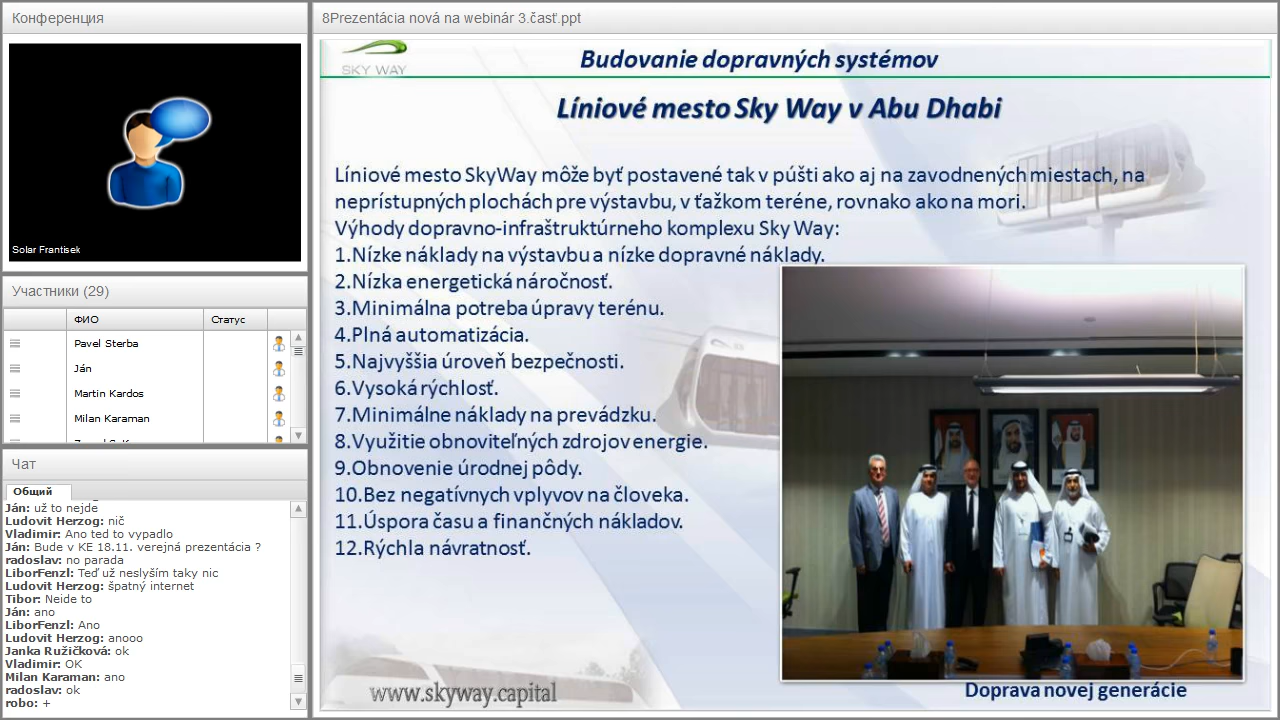 Конференция
Solar Frantisek
Участники (29)
ФИО
Статус
Pavel Sterba
Ján
Martin Kardos
Milan Karaman
Чат
Общий
Ján: už to nejde
Ludovit Herzog: nič
Vladimir: Ano ted to vypadlo
Ján: Bude v KE 18.11. verejná prezentácia ?
radoslav: no parada
LiborFenzl: Teď už neslyším taky nic
Ludovit Herzog: špatný internet
Tibor: Neide to
Ján: ano
LiborFenzl: Ano
Ludovit Herzog: anooo
Janka Ružičková: ok
Vladimir: OK
Milan Karaman: ano
radoslav: ok
robo: +
8Prezentácia nová na webinár 3.časť.ppt
SKY WAY
Budovanie dopravných systémov
Líniové mesto Sky Way v Abu Dhabi
Líniové mesto SkyWay môže byť postavené tak v púšti ako aj na zavodnených miestach, na
neprístupných plochách pre výstavbu, v ťažkom teréne, rovnako ako na mori.
Výhody dopravno-infraštruktúrneho komplexu Sky Way:
1.Nízke náklady na výstavbu a nízke dopravné náklady.
2.Nízka energetická náročnosť.
3.Minimálna potreba úpravy terénu.
4.Plná automatizácia.
5.Najvyššia úroveň bezpečnosti.
6.Vysoká rýchlosť.
7.Minimálne náklady na prevádzku.
8.Využitie obnoviteľných zdrojov energie.
9.Obnovenie úrodnej pôdy.
10.Bez negatívnych vplyvov na človeka.
11.Úspora času a finančných nákladov.
12.Rýchla návratnosť.
www.skyway.capital
Doprava novej generácie